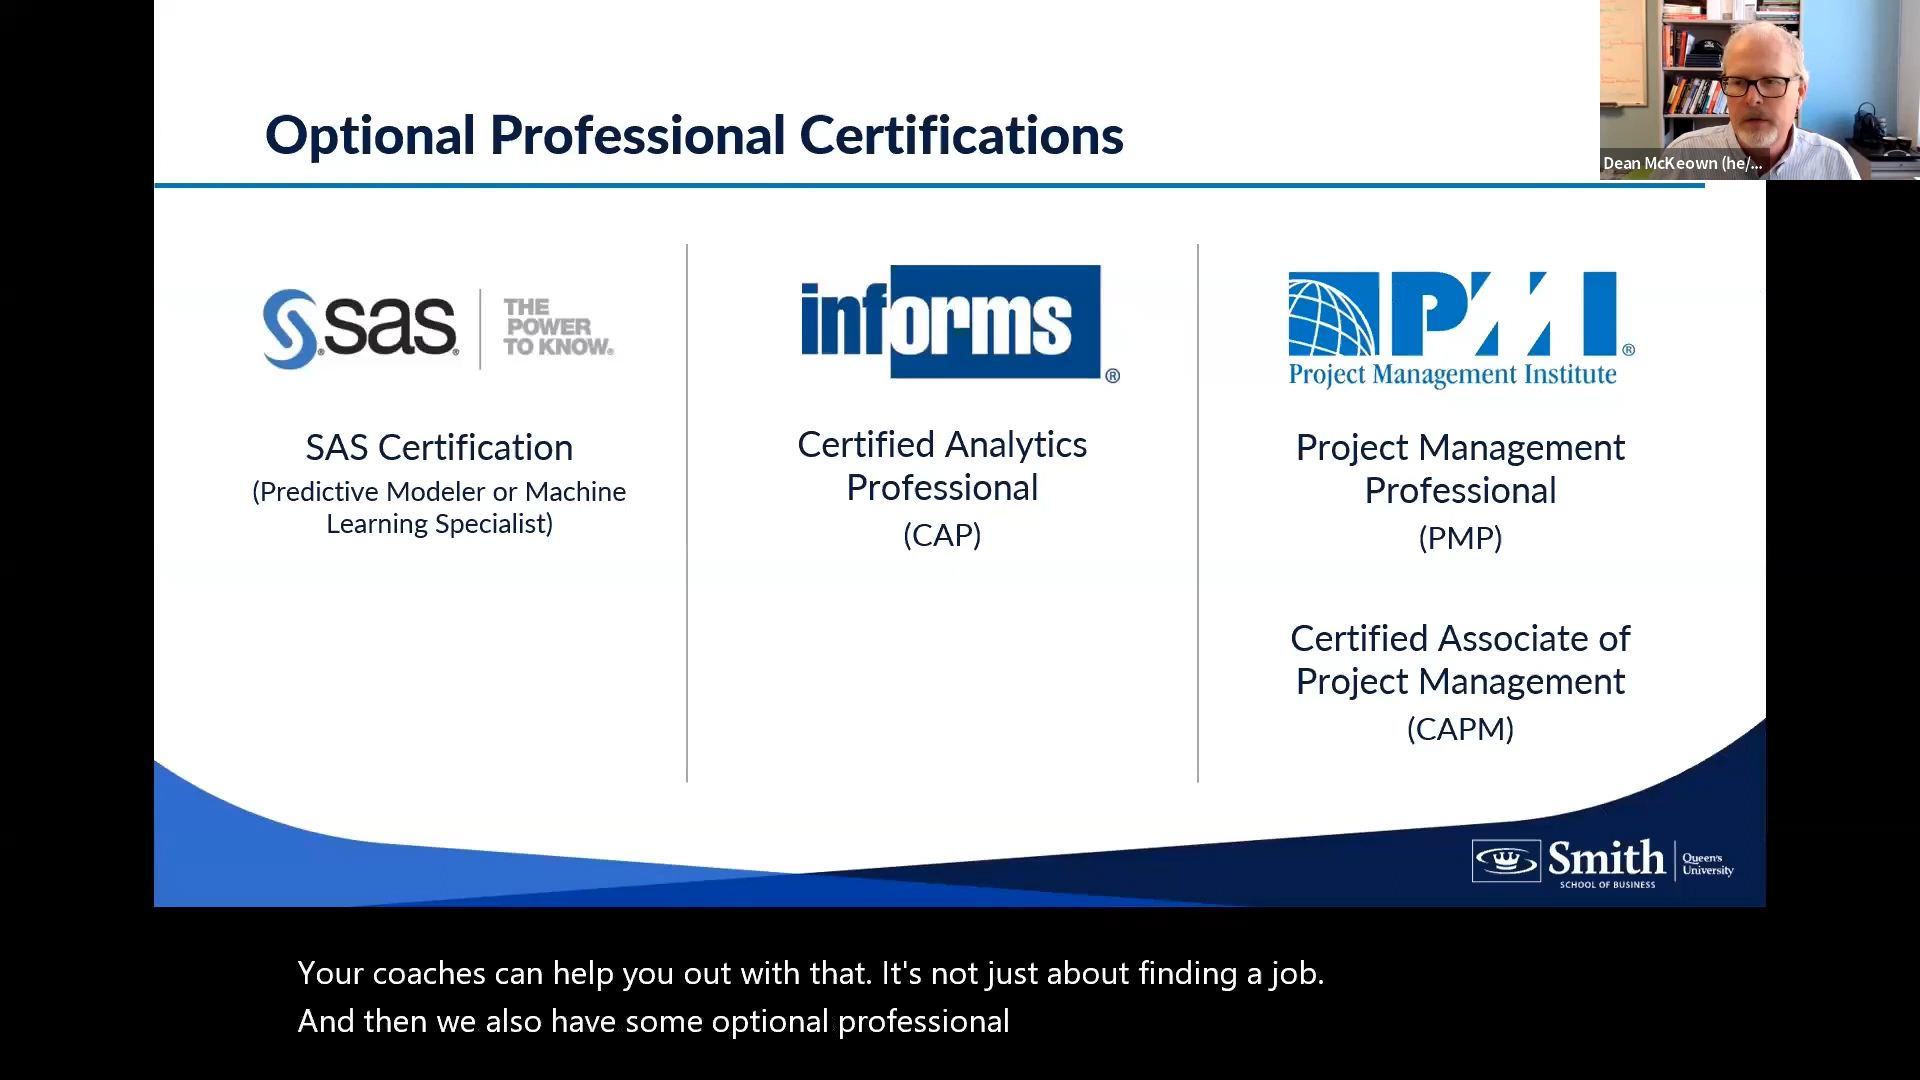 Optional Professional Certifications
Dean McKeown (he/...
sas®
THE
POWER
TO KNOW®
SAS Certification
(Predictive Modeler or Machine
Learning Specialist)
informs®
Certified Analytics
Professional
(CAP)
PMI®
Project Management Institute
Project Management
Professional
(PMP)
Certified Associate of
Project Management
(CAPM)
Smith
SCHOOL OF BUSINESS
Queen's
University
Your coaches can help you out with that. It's not just about finding a job.
And then we also have some optional professional